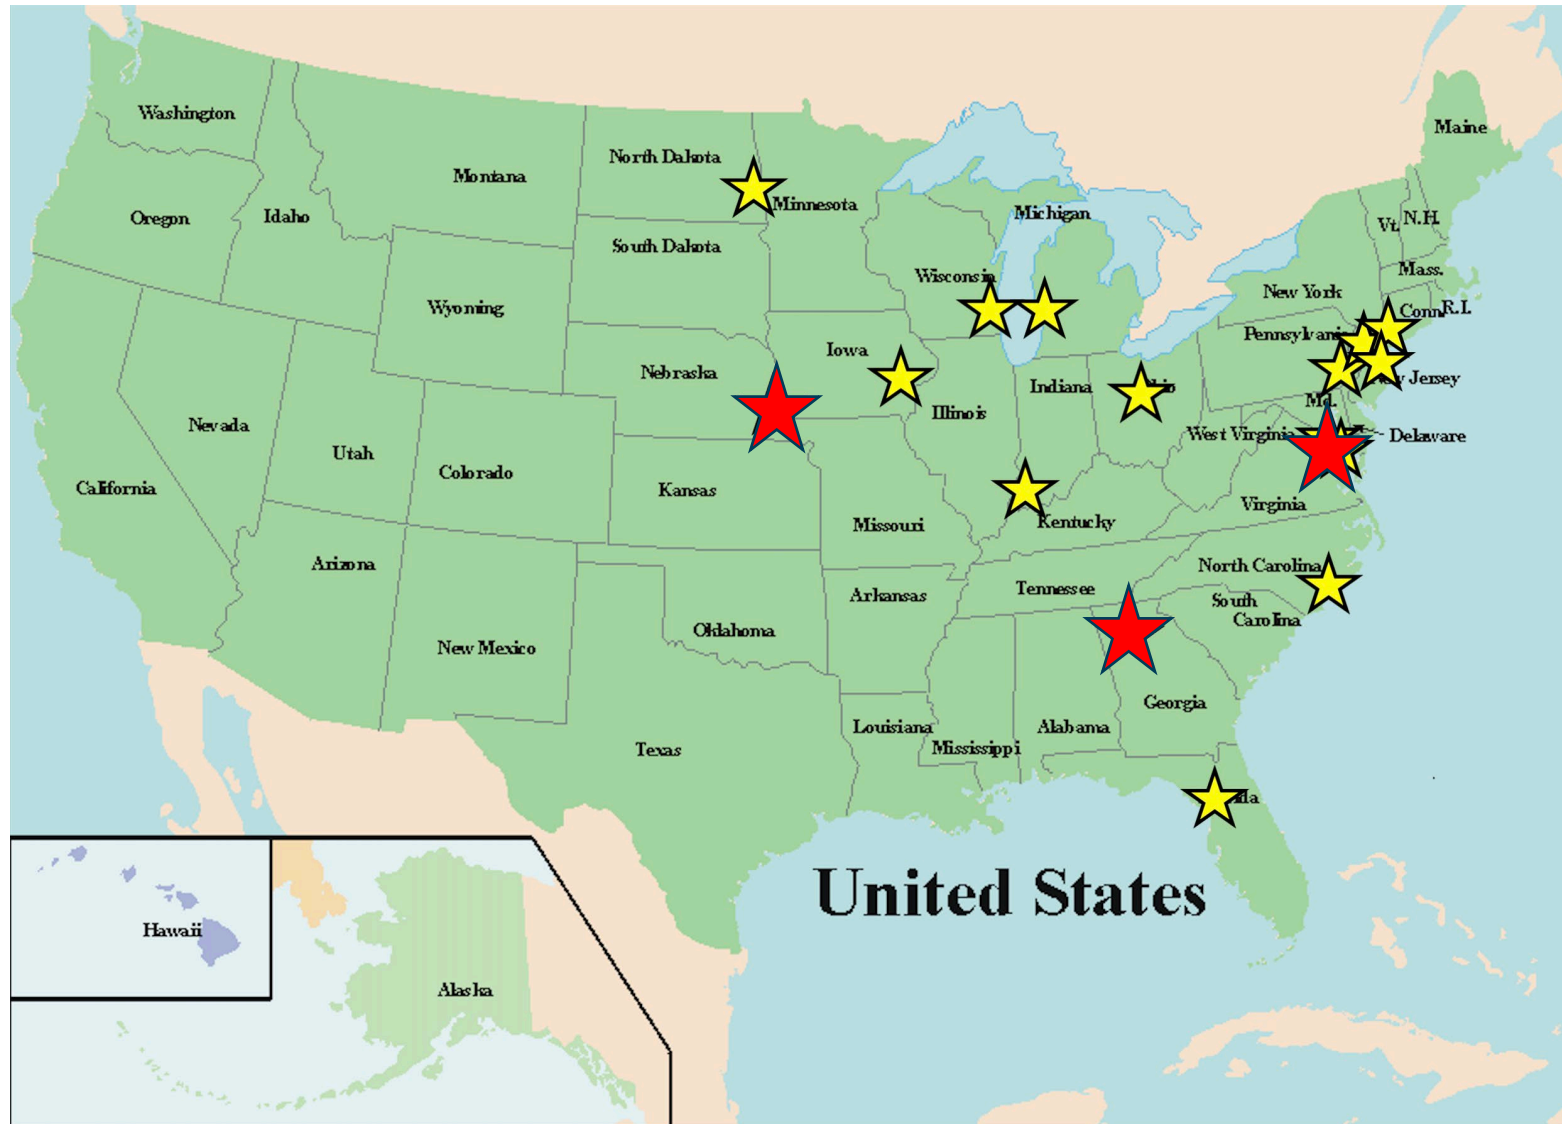 Washington
Oregon
Idaho
Montana
North Dakota
Minnesota
South Dakota
Wyoming
Wisconsin
Michigan
Maine
Vt.
N.H.
Mass.
New York
Conn
R.I.
Pennsylvania
Iowa
Nebraska
Illinois
Indiana
Jersey
Md.
Delaware
Nevada
Utah
Colorado
California
Kansas
Missouri
West Virginia
Virginia
Kentucky
Arizona
New Mexico
Oklahoma
Arkansas
Tennessee
North Carolina
South
Carolina
Texas
Louisiana
Mississippi
Alabama
Georgia
United States
Hawaii
Alaska